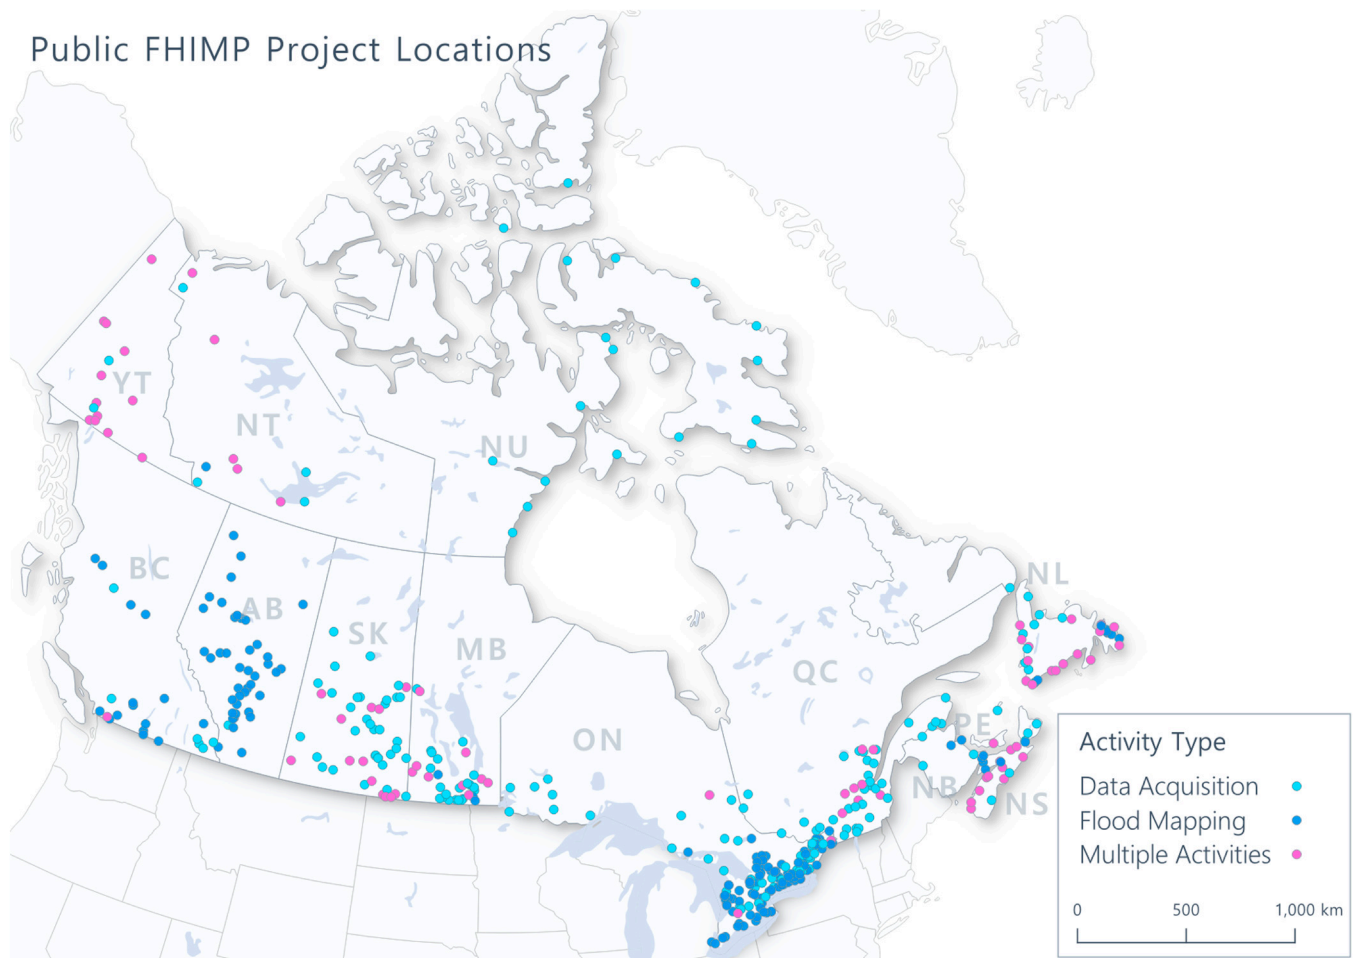 Public FHIMP Project Locations
YT
NT
NU
BC
AB
SK
MB
ON
QC
NL
PE
NB
NS
Activity Type
Data Acquisition
Flood Mapping
Multiple Activities
0 500 1,000 km